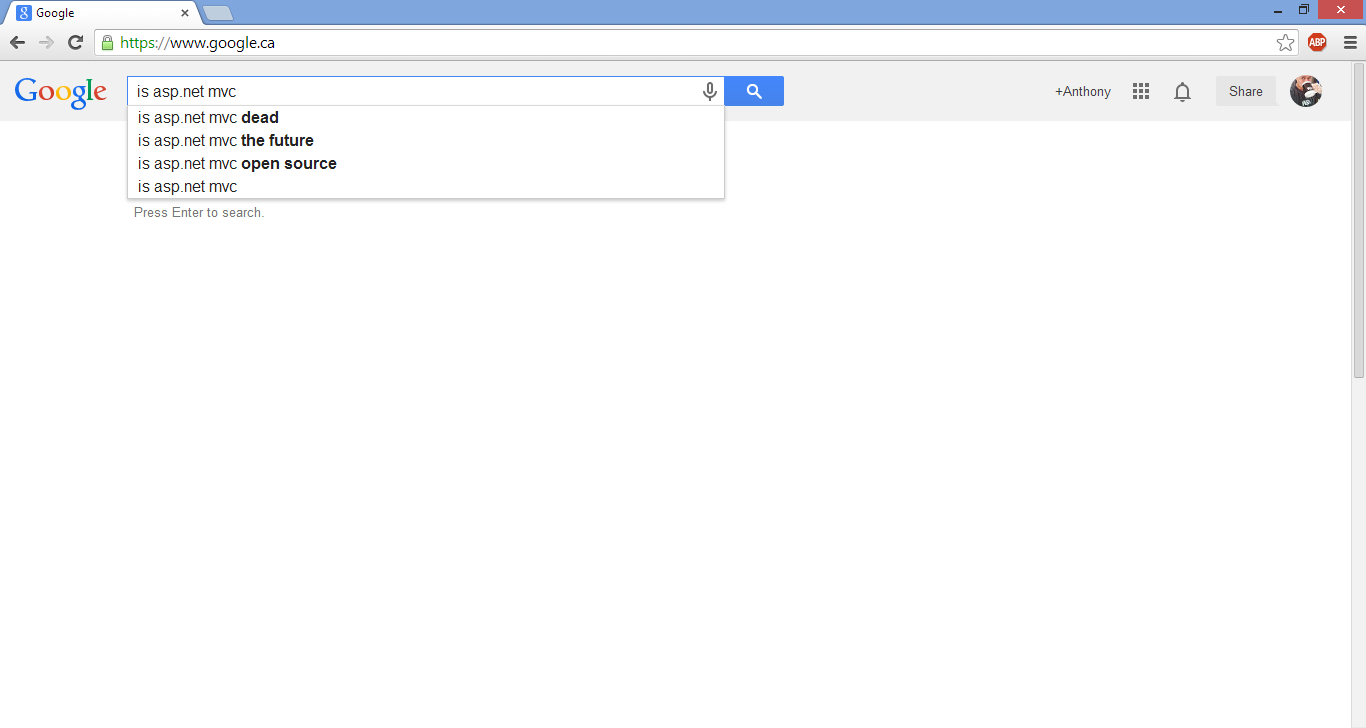 Google
https://www.google.ca
ABP
Google
is asp.net mvc
+Anthony
Share
is asp.net mvc dead
is asp.net mvc the future
is asp.net mvc open source
is asp.net mvc
Press Enter to search.